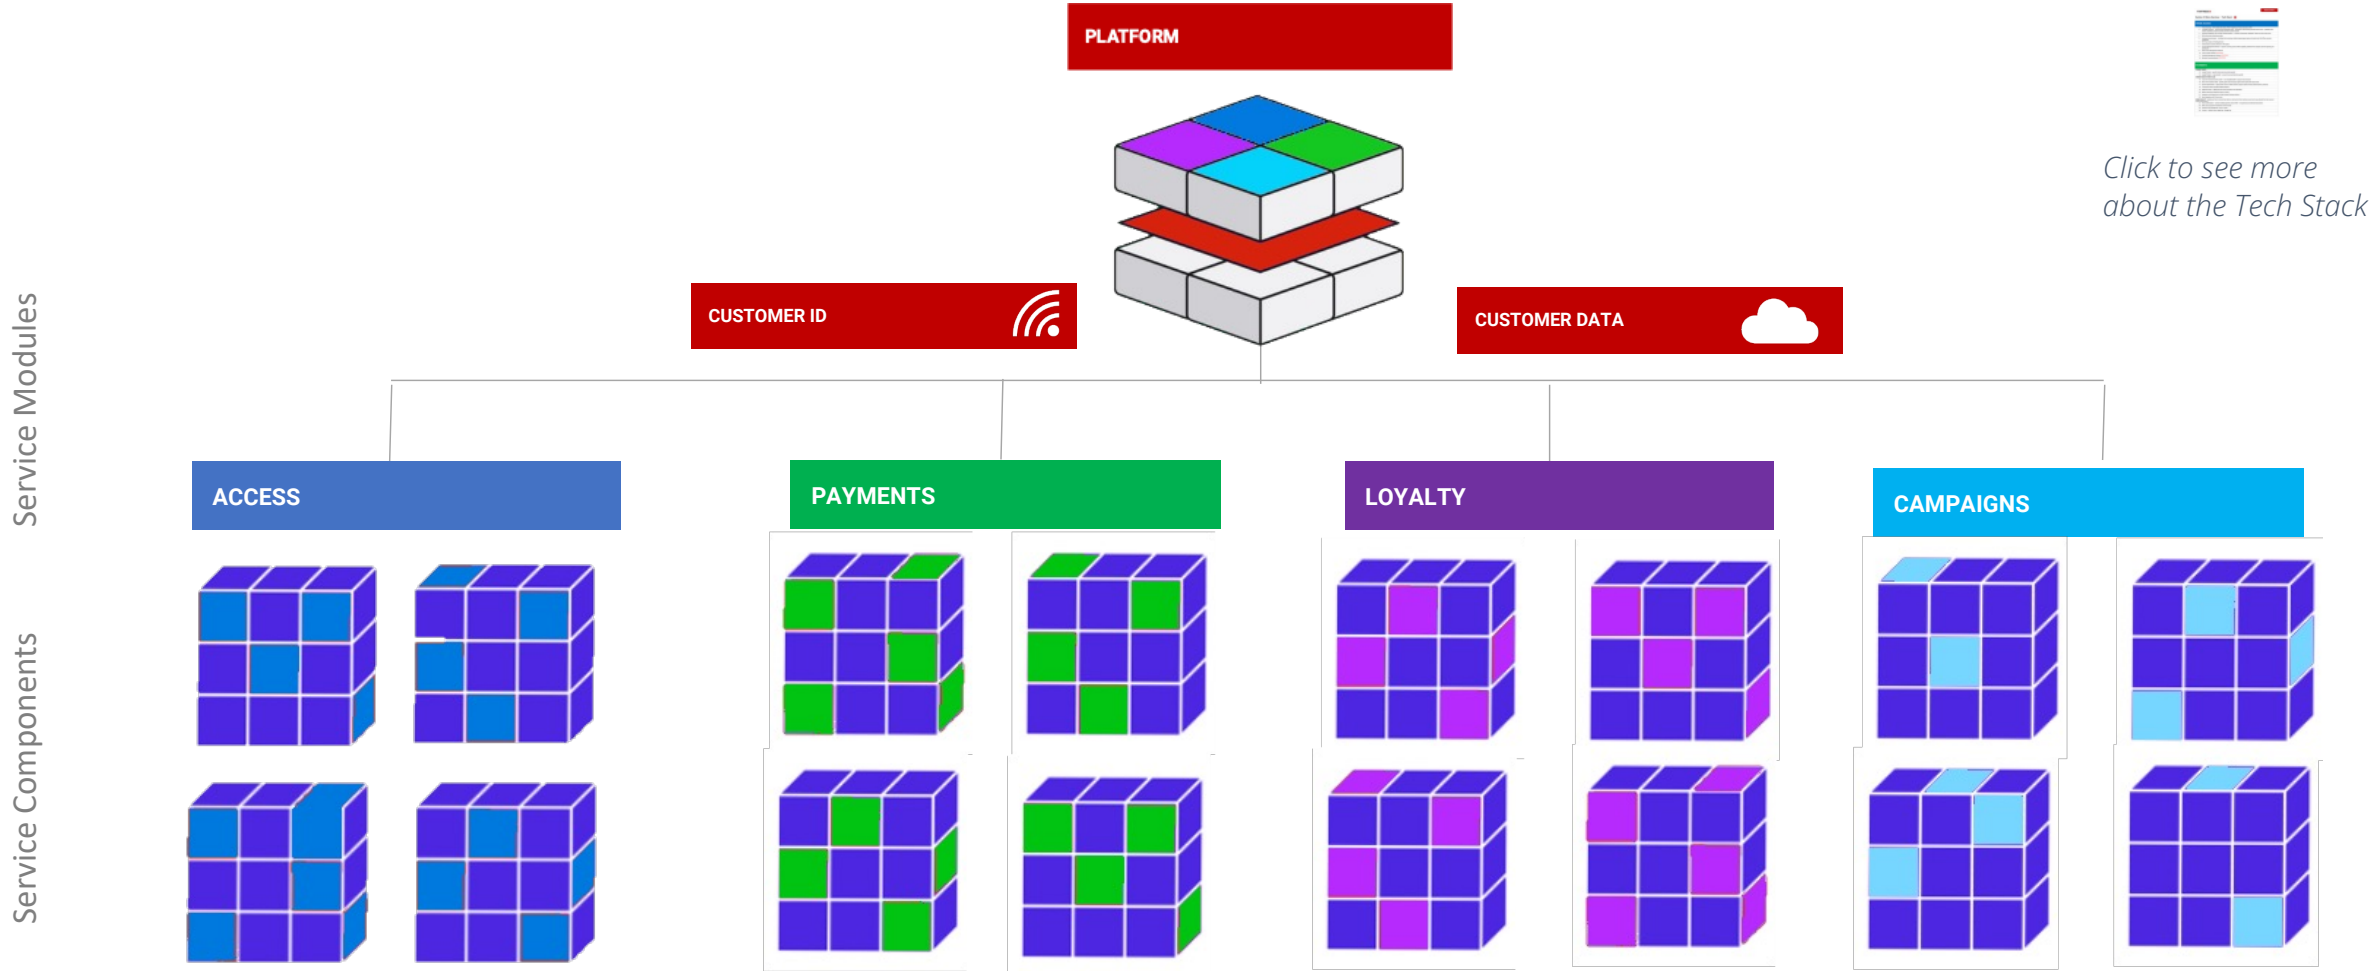 PLATFORM
Click to see more
about the Tech Stack
CUSTOMER ID
CUSTOMER DATA
Service Modules
ACCESS
PAYMENTS
LOYALTY
CAMPAIGNS
Service Components